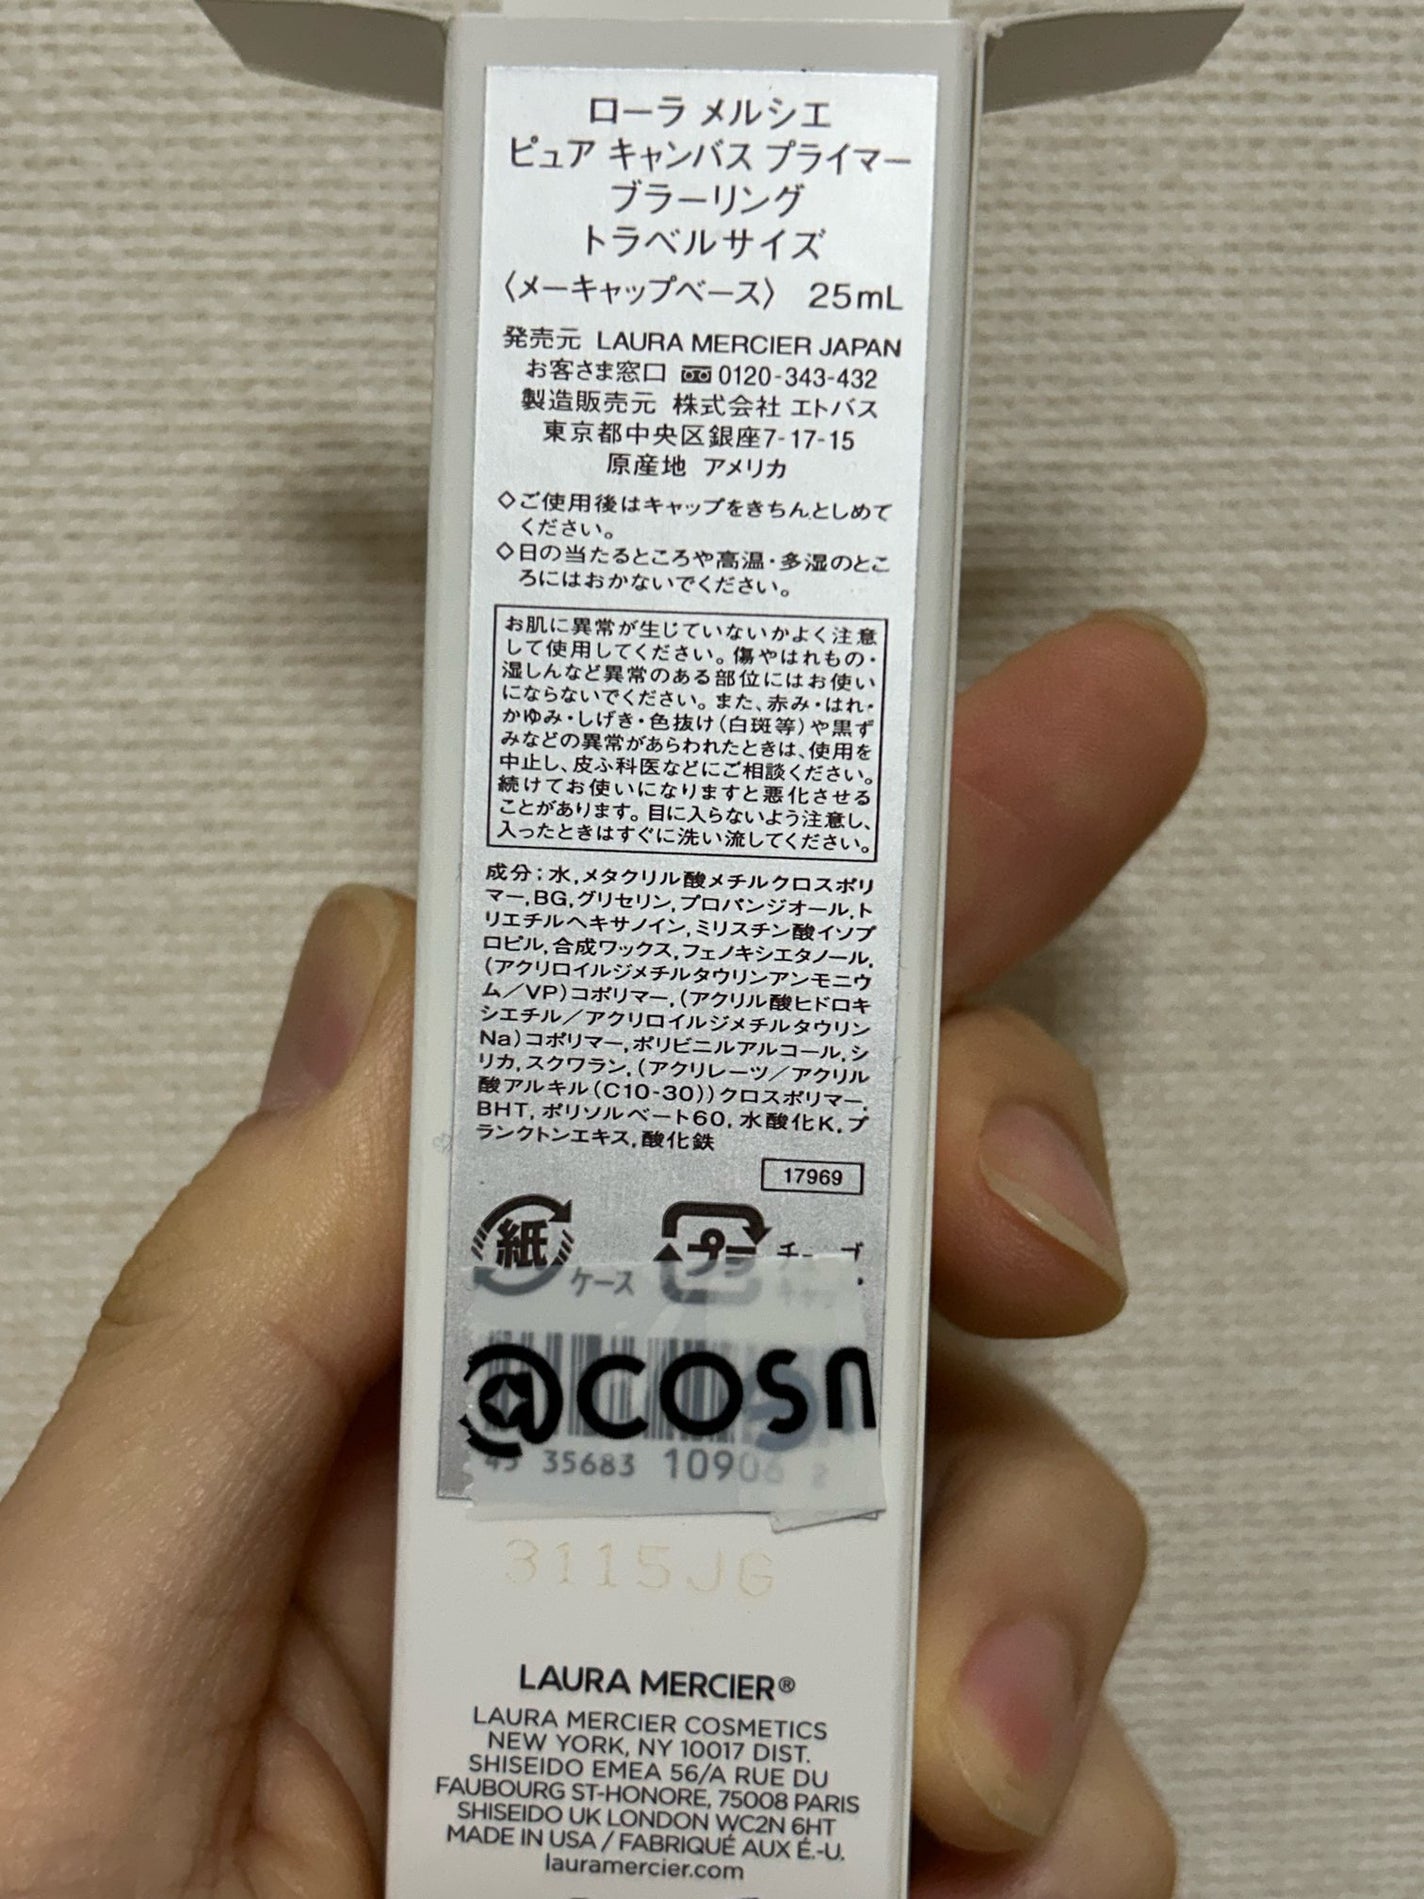 ローラ メルシエ
ピュア キャンバス プライマー
ブラーリング
トラベルサイズ
〈メーキャップベース〉 25mL
発売元 LAURA MERCIER JAPAN
お客さま窓口 0120-343-432
製造販売元 株式会社 エトバス
東京都中央区銀座7-17-15
原産地 アメリカ
◇ご使用後はキャップをきちんとしめて
ください。
◇日の当たるところや高温・多湿のとこ
ろにはおかないでください。
お肌に異常が生じていないかよく注意
して使用してください。傷やはれもの・
湿しんなど異常のある部位にはお使い
にならないでください。また、赤み・はれ・
かゆみ・しげき・色抜け(白斑等)や黒ず
みなどの異常があらわれたときは、使用を
中止し、皮ふ科医などにご相談ください。
続けてお使いになりますと悪化させる
ことがあります。目に入らないよう注意し、
入ったときはすぐに洗い流してください。
成分:水,メタクリル酸メチルクロスポリ
マー,BG,グリセリン,プロパンジオール,ト
リエチルヘキサノイン,ミリスチン酸イソプ
ロピル,合成ワックス,フェノキシエタノール,
(アクリロイルジメチルタウリンアンモニウ
ム/VP)コポリマー,(アクリル酸ヒドロキ
シエチル/アクリロイルジメチルタウリン
Na)コポリマー,ポリビニルアルコール,シ
リカ,スクワラン,(アクリレーツ/アクリル
酸アルキル(C10-30))クロスポリマー,
BHT,ポリソルベート60,水酸化K,プ
ランクトンエキス,酸化鉄
17969
紙 プラ チューブ
ケース
@cosm
35683 10906 2
3115JG
LAURA MERCIER®
LAURA MERCIER COSMETICS
NEW YORK, NY 10017 DIST.
SHISEIDO EMEA 56/A RUE DU
FAUBOURG ST-HONORE, 75008 PARIS
SHISEIDO UK LONDON WC2N 6HT
MADE IN USA / FABRIQUÉ AUX É.-U.
lauramercier.com